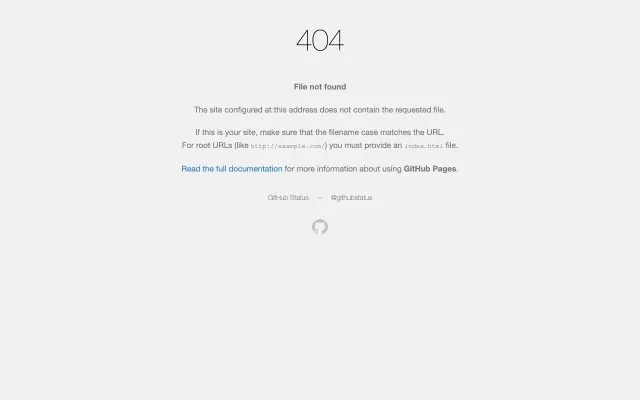 404
File not found
The site configured at this address does not contain the requested file.
If this is your site, make sure that the filename case matches the URL.
For root URLs (like http://example.com/) you must provide an index.html file.
Read the full documentation for more information about using GitHub Pages.
GitHub Status — @githubstatus